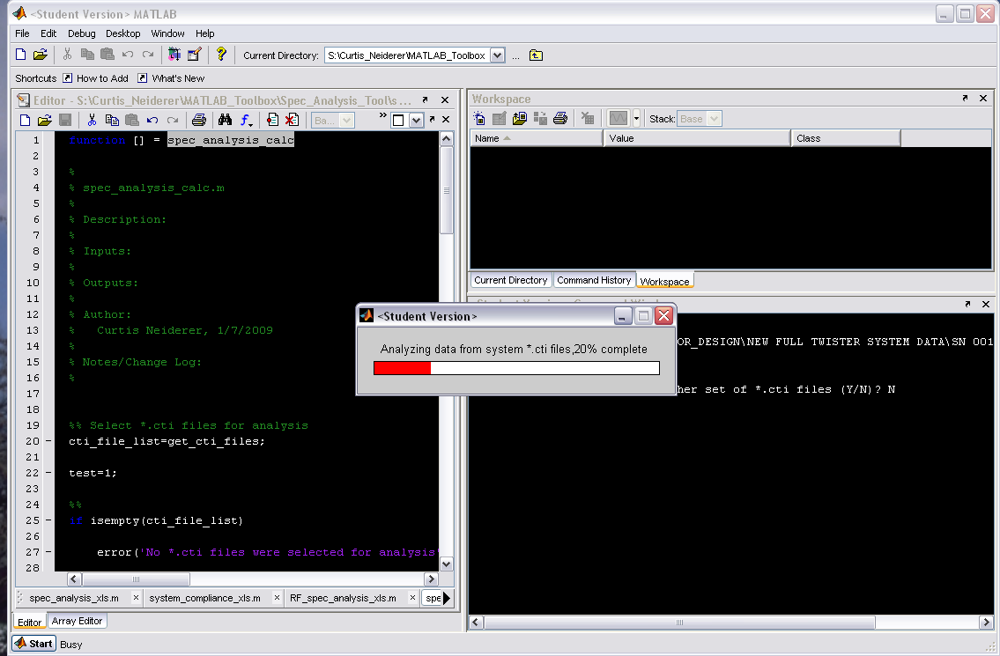 <Student Version> MATLAB
File Edit Debug Desktop Window Help
Current Directory: S:\Curtis_Neiderer\MATLAB_Toolbox ...
Shortcuts How to Add What's New
Editor - S:\Curtis_Neiderer\MATLAB_Toolbox\Spec_Analysis_Tool\s...
Ba...
1 function [] = spec_analysis_calc
2
3 %
4 % spec_analysis_calc.m
5 %
6 % Description:
7 %
8 % Inputs:
9 %
10 % Outputs:
11 %
12 % Author:
13 % Curtis Neiderer, 1/7/2009
14 %
15 % Notes/Change Log:
16 %
17
18
19 %% Select *.cti files for analysis
20 - cti_file_list=get_cti_files;
21
22 - test=1;
23
24 %%
25 - if isempty(cti_file_list)
26
27 - error('No *.cti files were selected for analysis'
28
spec_analysis_xls.m system_compliance_xls.m RF_spec_analysis_xls.m spe
Editor Array Editor
Start Busy
Workspace
Stack: Base
Name Value Class
Current Directory Command History Workspace
<Student Version>
Analyzing data from system *.cti files,20% complete
OR_DESIGN\NEW FULL TWISTER SYSTEM DATA\SN 001
her set of *.cti files (Y/N)? N